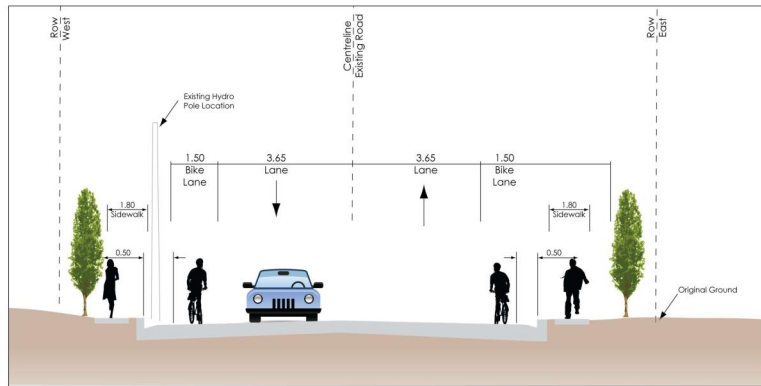 Row
West
Centreline
Existing Road
Row
East
Existing Hydro
Pole Location
1.50
Bike
Lane
3.65
Lane
3.65
Lane
1.50
Bike
Lane
1.80
Sidewalk
1.80
Sidewalk
0.50
0.50
Original Ground